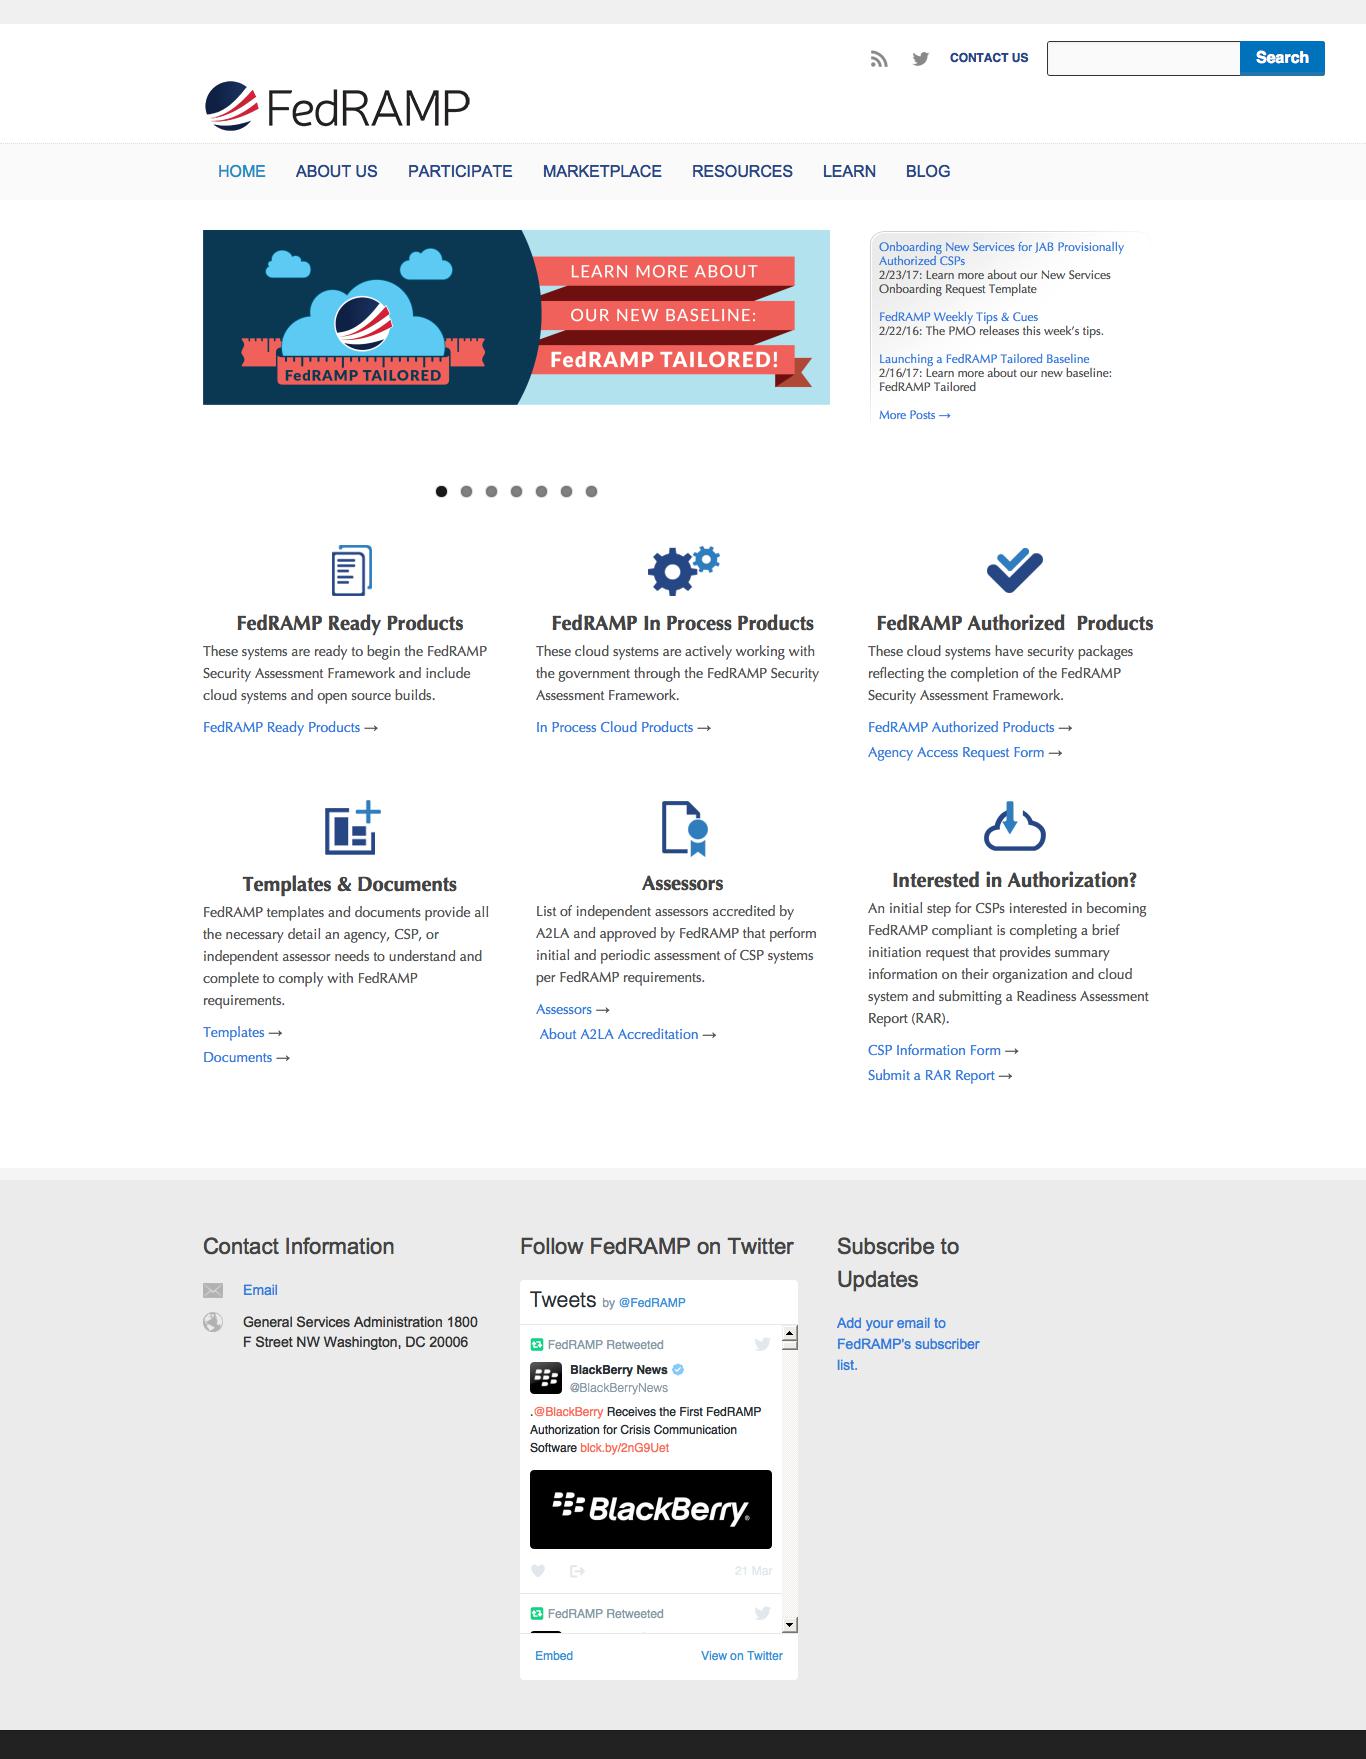 CONTACT US
Search
FedRAMP
HOME ABOUT US PARTICIPATE MARKETPLACE RESOURCES LEARN BLOG
LEARN MORE ABOUT
OUR NEW BASELINE:
FedRAMP TAILORED!
FedRAMP TAILORED
Onboarding New Services for JAB Provisionally
Authorized CSPs
2/23/17: Learn more about our New Services
Onboarding Request Template
FedRAMP Weekly Tips & Cues
2/22/16: The PMO releases this week's tips.
Launching a FedRAMP Tailored Baseline
2/16/17: Learn more about our new baseline:
FedRAMP Tailored
More Posts →
FedRAMP Ready Products
These systems are ready to begin the FedRAMP
Security Assessment Framework and include
cloud systems and open source builds.
FedRAMP Ready Products →
FedRAMP In Process Products
These cloud systems are actively working with
the government through the FedRAMP Security
Assessment Framework.
In Process Cloud Products →
FedRAMP Authorized Products
These cloud systems have security packages
reflecting the completion of the FedRAMP
Security Assessment Framework.
FedRAMP Authorized Products →
Agency Access Request Form →
Templates & Documents
FedRAMP templates and documents provide all
the necessary detail an agency, CSP, or
independent assessor needs to understand and
complete to comply with FedRAMP
requirements.
Templates →
Documents →
Assessors
List of independent assessors accredited by
A2LA and approved by FedRAMP that perform
initial and periodic assessment of CSP systems
per FedRAMP requirements.
Assessors →
About A2LA Accreditation →
Interested in Authorization?
An initial step for CSPs interested in becoming
FedRAMP compliant is completing a brief
initiation request that provides summary
information on their organization and cloud
system and submitting a Readiness Assessment
Report (RAR).
CSP Information Form →
Submit a RAR Report →
Contact Information
Email
General Services Administration 1800
F Street NW Washington, DC 20006
Follow FedRAMP on Twitter
Tweets by @FedRAMP
FedRAMP Retweeted
BlackBerry News
@BlackBerryNews
.@BlackBerry Receives the First FedRAMP
Authorization for Crisis Communication
Software blck.by/2nG9Uet
BlackBerry
21 Mar
FedRAMP Retweeted
Embed View on Twitter
Subscribe to
Updates
Add your email to
FedRAMP's subscriber
list.